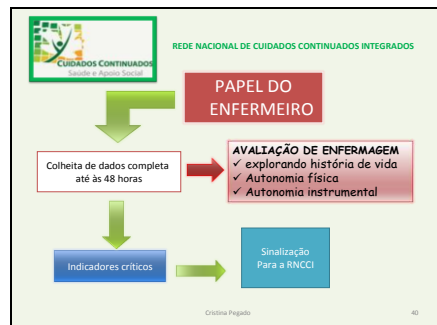 REDE NACIONAL DE CUIDADOS CONTINUADOS INTEGRADOS
CUIDADOS CONTINUADOS
Saúde e Apoio Social
PAPEL DO
ENFERMEIRO
Colheita de dados completa
até às 48 horas
AVALIAÇÃO DE ENFERMAGEM
✓ explorando história de vida
✓ Autonomia física
✓ Autonomia instrumental
Indicadores críticos
Sinalização
Para a RNCCI
Cristina Pegado
40